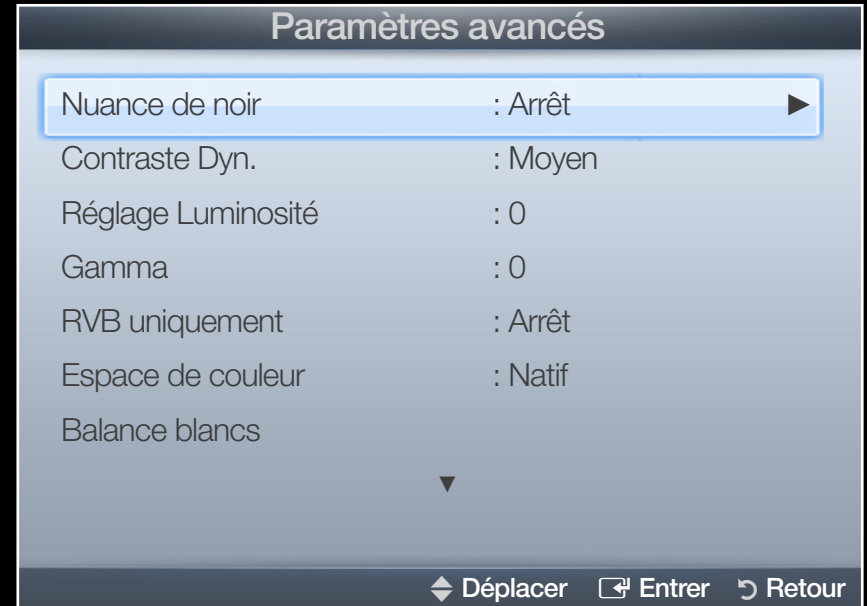 Paramètres avancés
Nuance de noir : Arrêt ►
Contraste Dyn. : Moyen
Réglage Luminosité : 0
Gamma : 0
RVB uniquement : Arrêt
Espace de couleur : Natif
Balance blancs
▼
Déplacer Entrer Retour